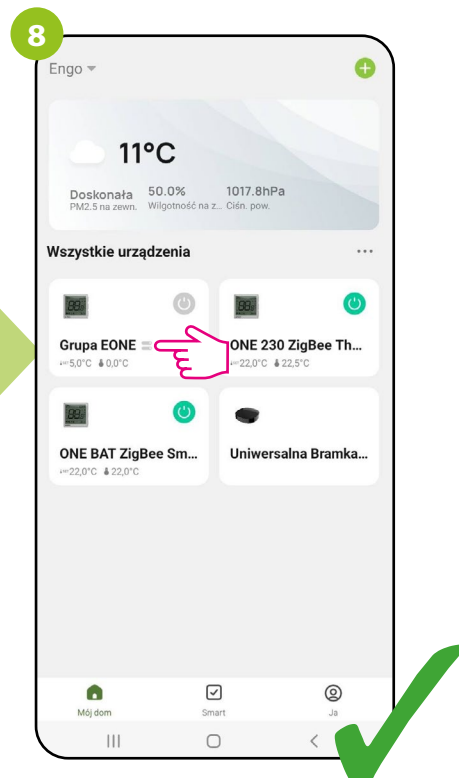 8
Engo
11°C
Doskonała 50.0% 1017.8hPa
PM2.5 na zewn. Wilgotność na z... Ciśn. pow.
Wszystkie urządzenia ...
Grupa EONE ONE 230 ZigBee Th...
5,0°C 0,0°C 22,0°C 22,5°C
ONE BAT ZigBee Sm... Uniwersalna Bramka...
22,0°C 22,0°C
Mój dom Smart Ja